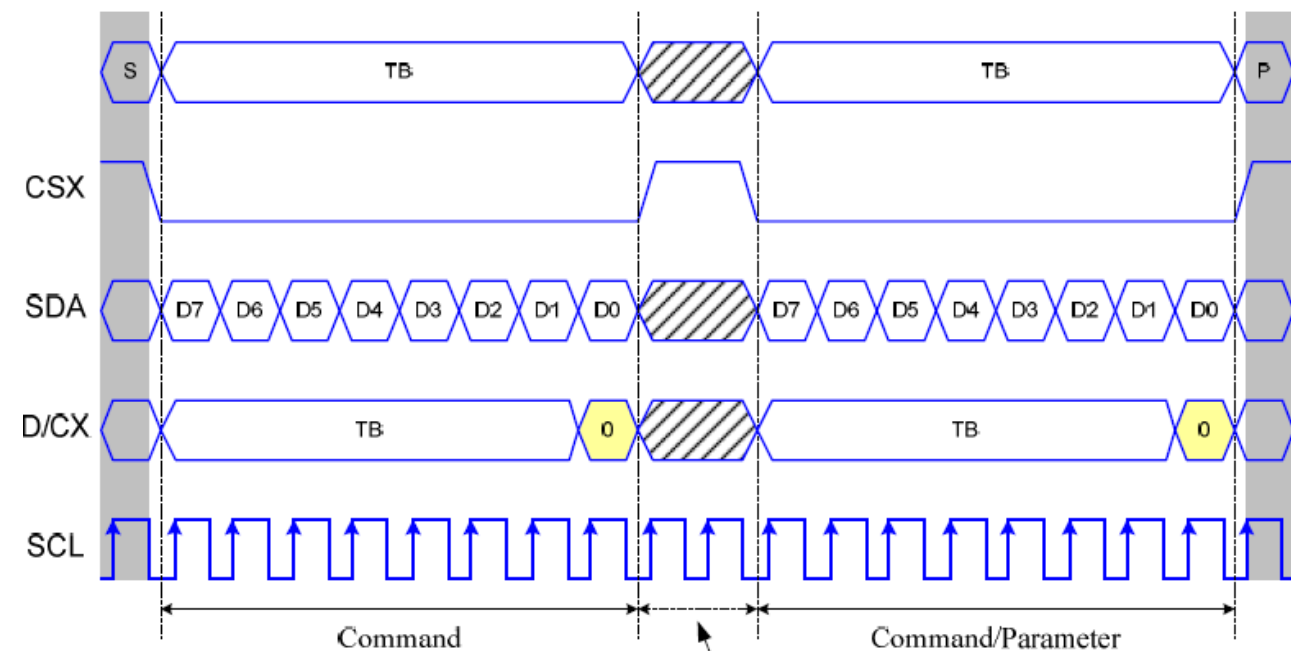 S TB TB P
CSX
SDA D7 D6 D5 D4 D3 D2 D1 D0 D7 D6 D5 D4 D3 D2 D1 D0
D/CX TB 0 TB 0
SCL
Command Command/Parameter